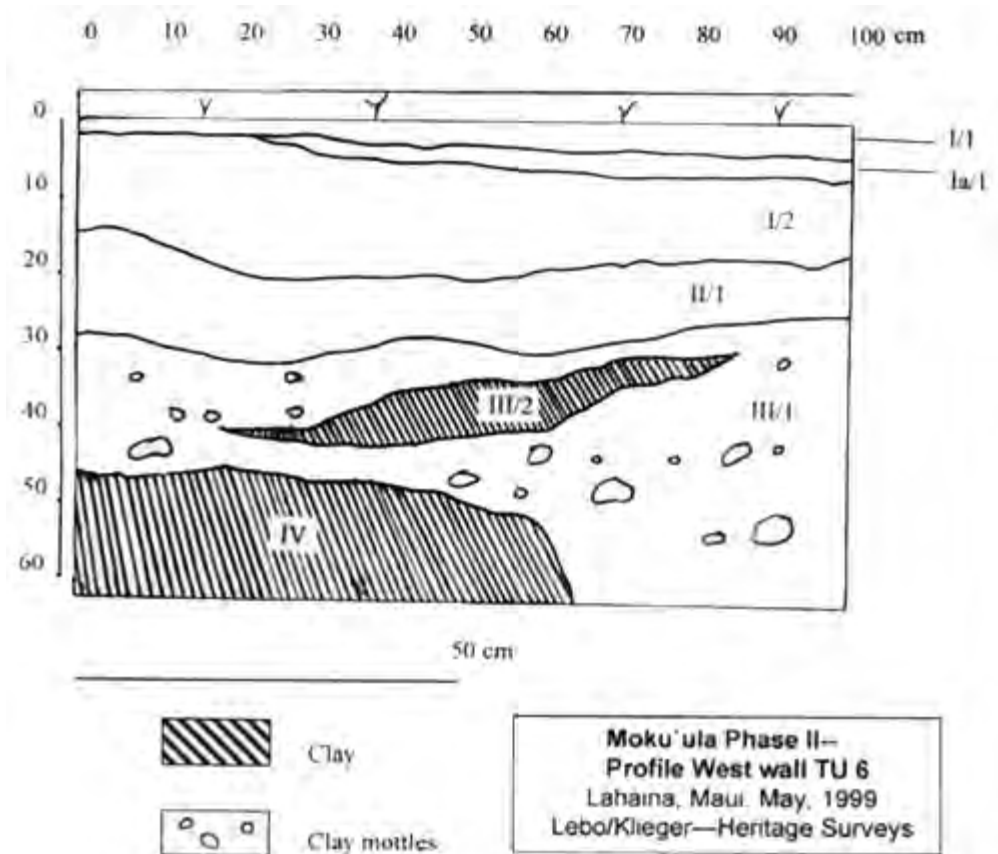 0 10 20 30 40 50 60 70 80 90 100 cm
0
I/1
Ia/1
10
I/2
20
II/1
30
40
III/2
III/1
50
IV
60
50 cm
Clay
Clay mottles
Moku'ula Phase II--
Profile West wall TU 6
Lahaina, Maui. May, 1999
Lebo/Klieger—Heritage Surveys